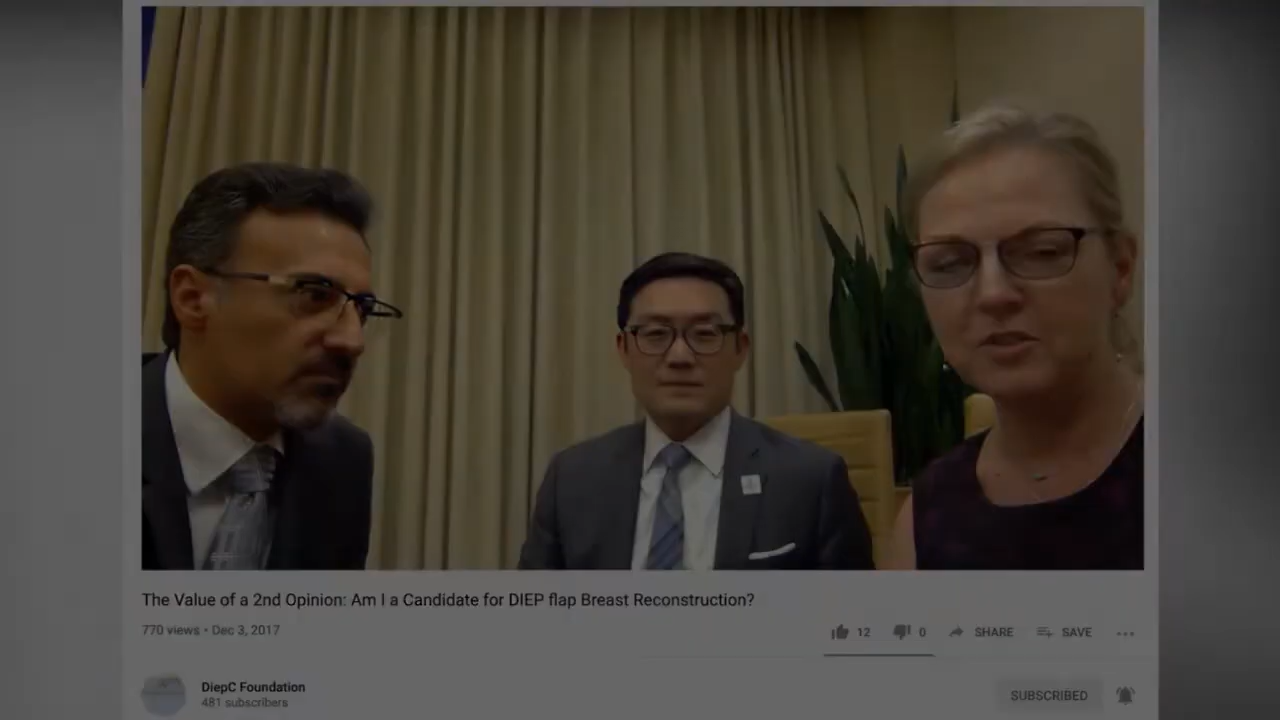 The Value of a 2nd Opinion: Am I a Candidate for DIEP flap Breast Reconstruction?
770 views • Dec 3, 2017
12
0
SHARE
SAVE
DiepC Foundation
481 subscribers
SUBSCRIBED